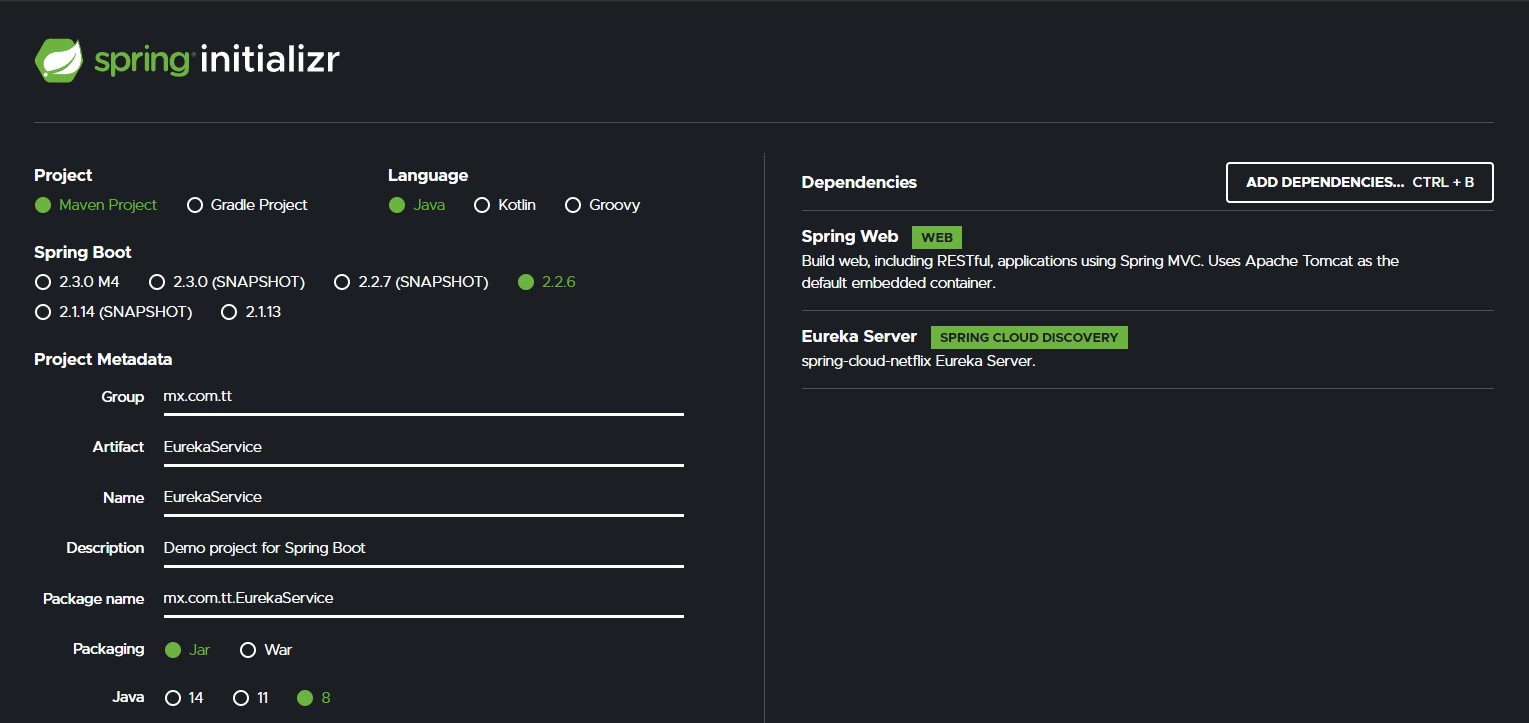 spring initializr
Project
Maven Project Gradle Project
Language
Java Kotlin Groovy
Spring Boot
2.3.0 M4 2.3.0 (SNAPSHOT) 2.2.7 (SNAPSHOT) 2.2.6
2.1.14 (SNAPSHOT) 2.1.13
Project Metadata
Group mx.com.tt
Artifact EurekaService
Name EurekaService
Description Demo project for Spring Boot
Package name mx.com.tt.EurekaService
Packaging Jar War
Java 14 11 8
Dependencies ADD DEPENDENCIES... CTRL + B
Spring Web WEB
Build web, including RESTful, applications using Spring MVC. Uses Apache Tomcat as the
default embedded container.
Eureka Server SPRING CLOUD DISCOVERY
spring-cloud-netflix Eureka Server.